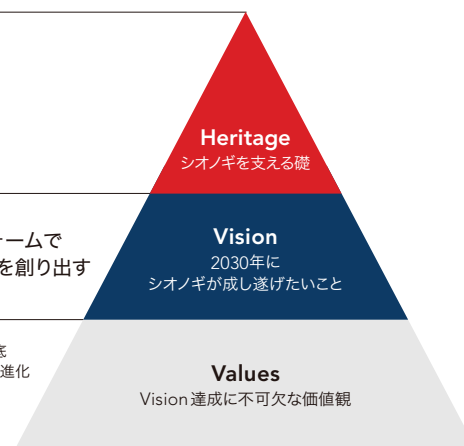 Heritage
シオノギを支える礎
ームで
を創り出す
Vision
2030年に
シオノギが成し遂げたいこと
進化
Values
Vision達成に不可欠な価値観